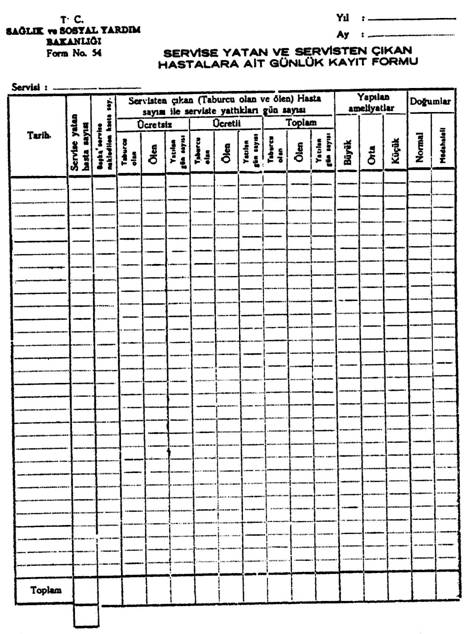 T. C.
SAĞLIK ve SOSYAL YARDIM
BAKANLIĞI
Form No. 54
Yıl :
Ay :
SERVİSE YATAN VE SERVİSTEN ÇIKAN
HASTALARA AİT GÜNLÜK KAYIT FORMU
Servisi :
Tarih.
Servise yatan
hasta sayısı
Başka servise
nakledilen hasta say.
Servisten çıkan (Taburcu olan ve ölen) Hasta
sayısı ile serviste yattıkları gün sayısı
Ücretsiz
Ücretli
Toplam
Taburcu
olan
Ölen
Yatılan
gün sayısı
Taburcu
olan
Ölen
Yatılan
gün sayısı
Taburcu
olan
Ölen
Yatılan
gün sayısı
Yapılan
ameliyatlar
Büyük
Orta
Küçük
Doğumlar
Normal
Müdahaleli
Toplam